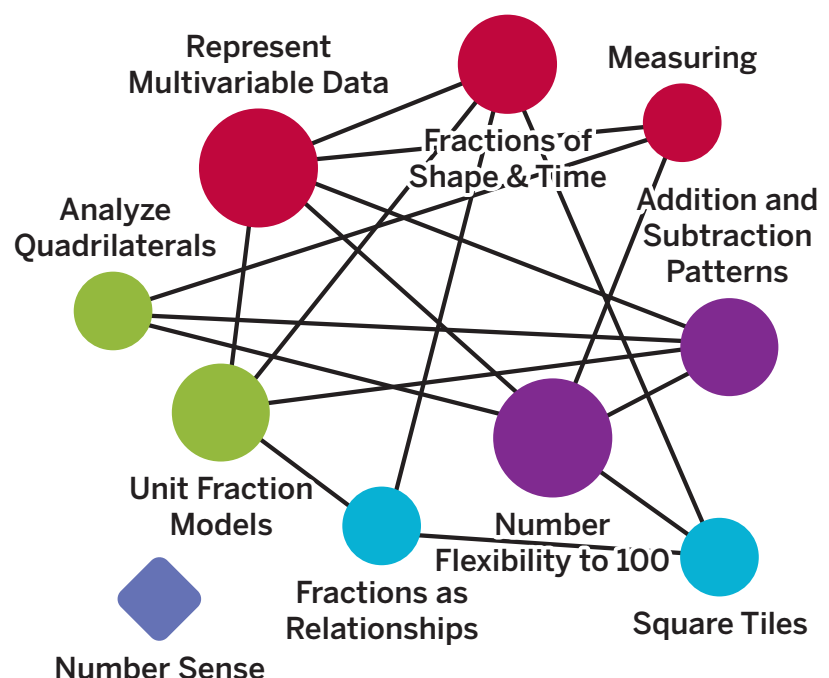 Represent
Multivariable Data
Measuring
Fractions of
Shape & Time
Analyze
Quadrilaterals
Addition and
Subtraction
Patterns
Unit Fraction
Models
Number
Flexibility to 100
Fractions as
Relationships
Square Tiles
Number Sense